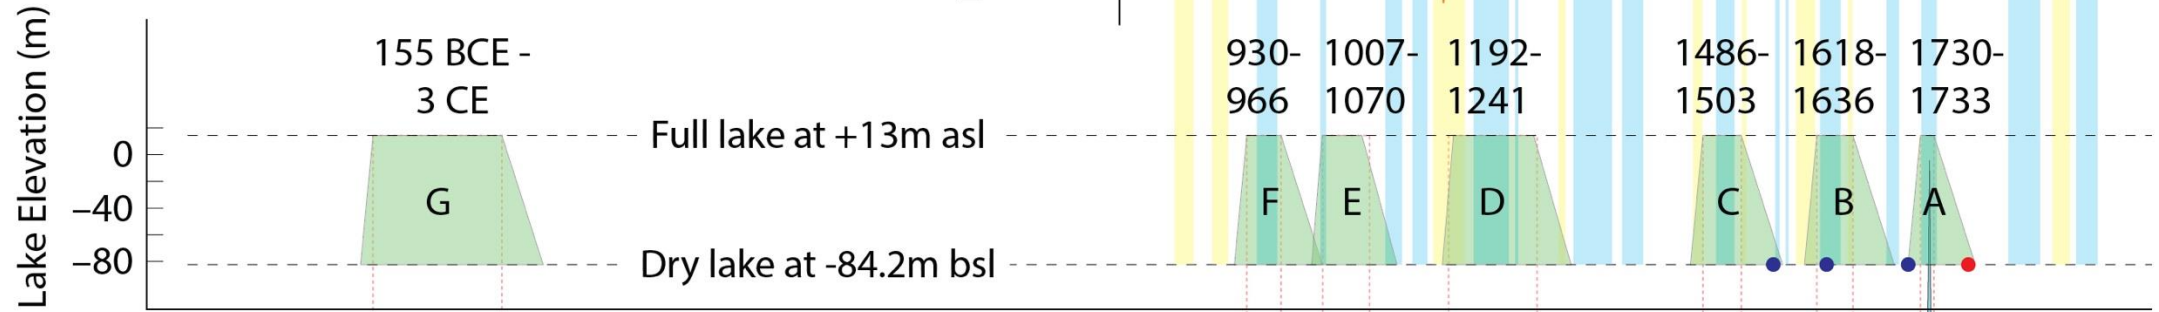 Lake Elevation (m)
155 BCE -
3 CE
930-
966
1007-
1070
1192-
1241
1486-
1503
1618-
1636
1730-
1733
Full lake at +13m asl
0
−40
−80
G
F
E
D
C
B
A
Dry lake at -84.2m bsl